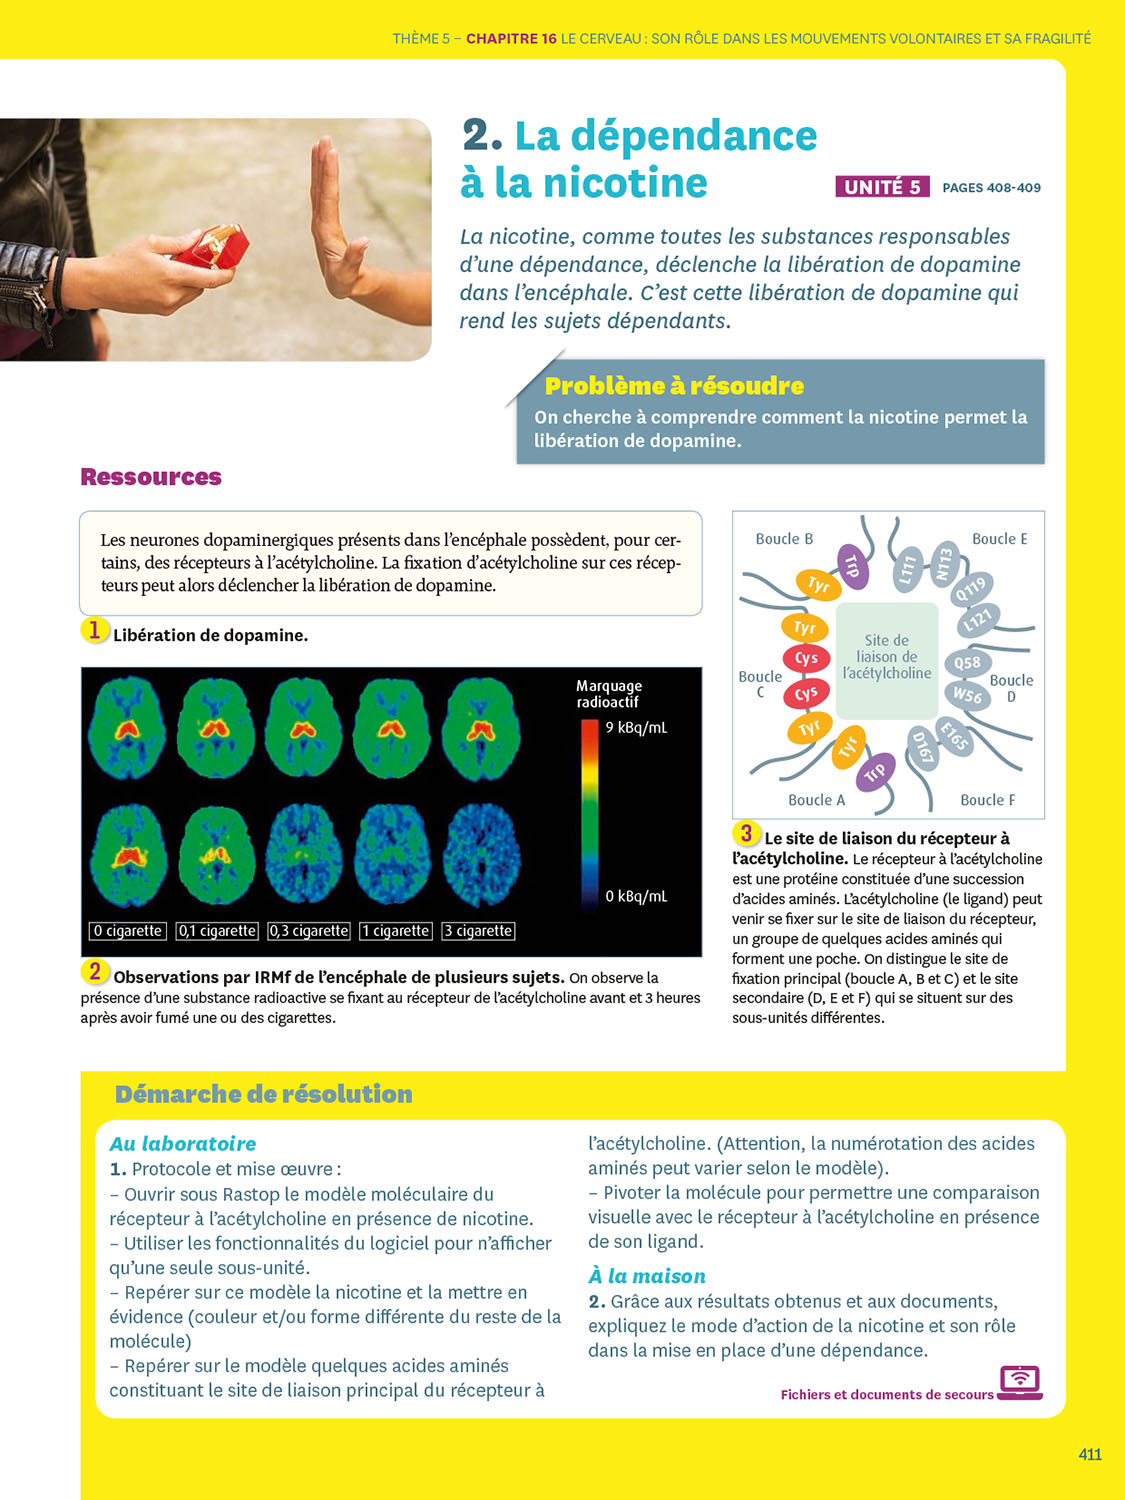 THÈME 5 – CHAPITRE 16 LE CERVEAU : SON RÔLE DANS LES MOUVEMENTS VOLONTAIRES ET SA FRAGILITÉ
2. La dépendance
à la nicotine
UNITÉ 5 PAGES 408-409
La nicotine, comme toutes les substances responsables
d’une dépendance, déclenche la libération de dopamine
dans l’encéphale. C’est cette libération de dopamine qui
rend les sujets dépendants.
Problème à résoudre
On cherche à comprendre comment la nicotine permet la
libération de dopamine.
Ressources
Les neurones dopaminergiques présents dans l’encéphale possèdent, pour cer-
tains, des récepteurs à l’acétylcholine. La fixation d’acétylcholine sur ces récep-
teurs peut alors déclencher la libération de dopamine.
1 Libération de dopamine.
Marquage
radioactif
9 kBq/mL
0 kBq/mL
0 cigarette
0,1 cigarette
0,3 cigarette
1 cigarette
3 cigarette
2 Observations par IRMf de l’encéphale de plusieurs sujets. On observe la
présence d’une substance radioactive se fixant au récepteur de l’acétylcholine avant et 3 heures
après avoir fumé une ou des cigarettes.
Boucle B
Boucle E
Trp
L111
N113
Tyr
Q119
Tyr
L121
Site de
liaison de
l’acétylcholine
Cys
Q58
Boucle
C
Cys
W56
Boucle
D
Tyr
Tyr
D167
E165
Trp
Boucle A
Boucle F
3 Le site de liaison du récepteur à
l’acétylcholine. Le récepteur à l’acétylcholine
est une protéine constituée d’une succession
d’acides aminés. L’acétylcholine (le ligand) peut
venir se fixer sur le site de liaison du récepteur,
un groupe de quelques acides aminés qui
forment une poche. On distingue le site de
fixation principal (boucle A, B et C) et le site
secondaire (D, E et F) qui se situent sur des
sous-unités différentes.
Démarche de résolution
Au laboratoire
1. Protocole et mise œuvre :
– Ouvrir sous Rastop le modèle moléculaire du
récepteur à l’acétylcholine en présence de nicotine.
– Utiliser les fonctionnalités du logiciel pour n’afficher
qu’une seule sous-unité.
– Repérer sur ce modèle la nicotine et la mettre en
évidence (couleur et/ou forme différente du reste de la
molécule)
– Repérer sur le modèle quelques acides aminés
constituant le site de liaison principal du récepteur à
l’acétylcholine. (Attention, la numérotation des acides
aminés peut varier selon le modèle).
– Pivoter la molécule pour permettre une comparaison
visuelle avec le récepteur à l’acétylcholine en présence
de son ligand.
À la maison
2. Grâce aux résultats obtenus et aux documents,
expliquez le mode d’action de la nicotine et son rôle
dans la mise en place d’une dépendance.
Fichiers et documents de secours
411